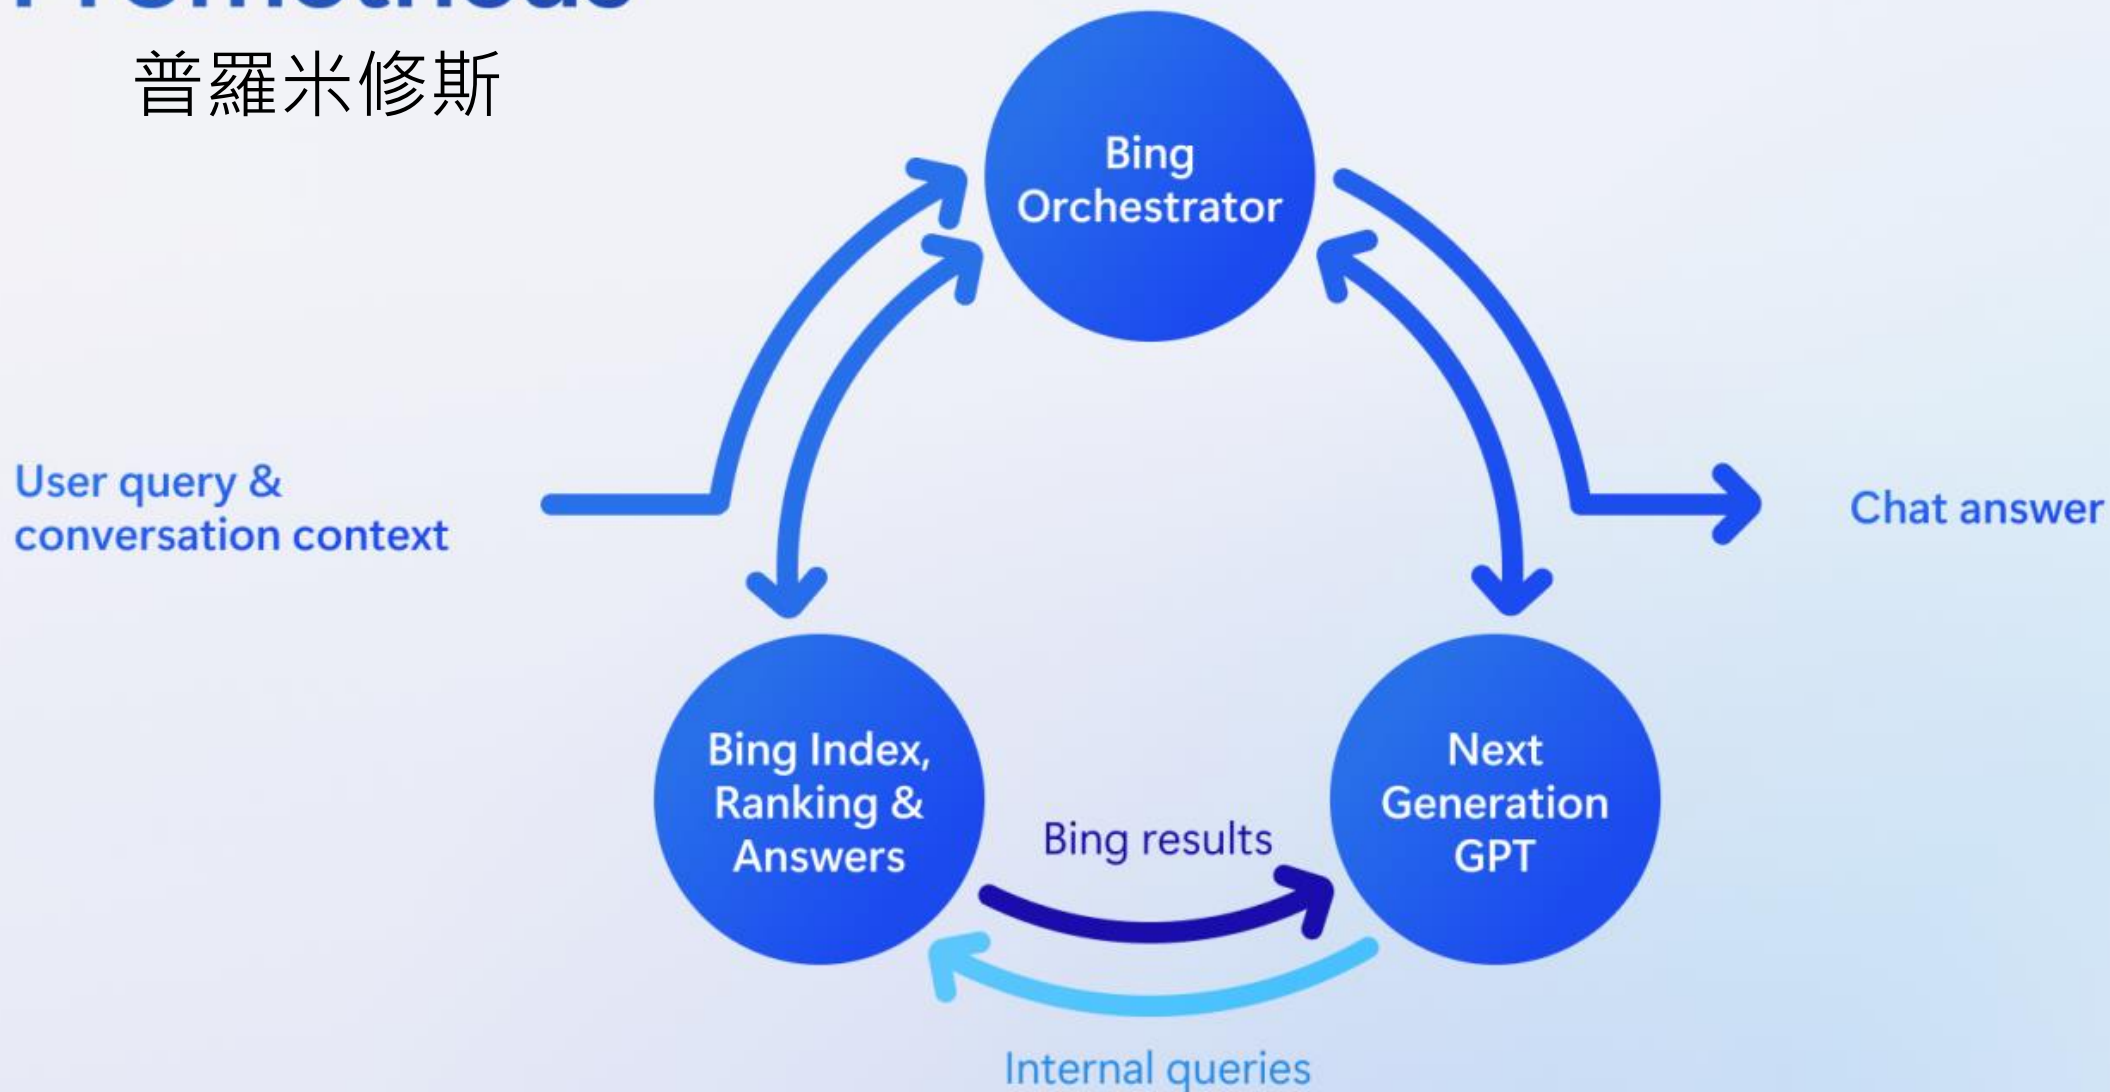 Prometheus
普羅米修斯
Bing
Orchestrator
User query &
conversation context
Chat answer
Bing Index,
Ranking &
Answers
Bing results
Next
Generation
GPT
Internal queries